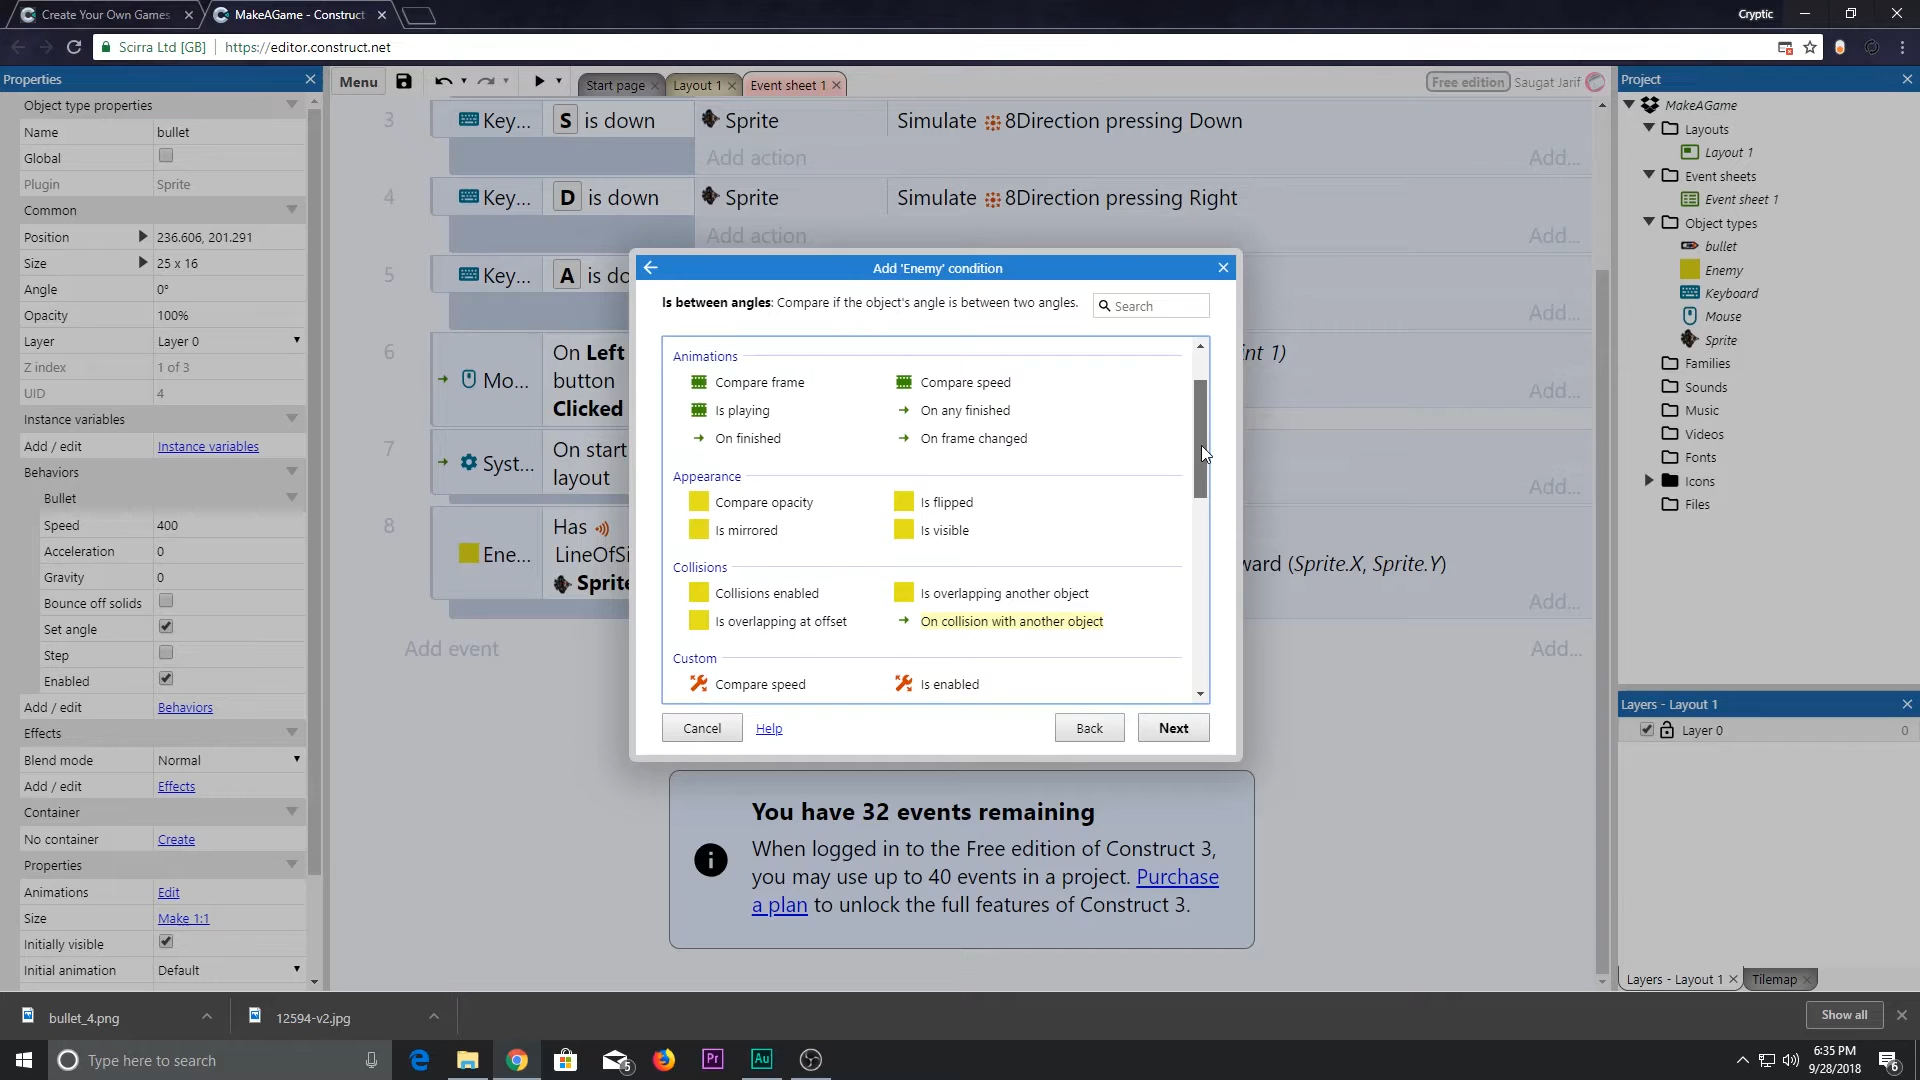 Create Your Own Games
MakeAGame - Construct
Cryptic
Scirra Ltd [GB]
https://editor.construct.net
Properties
Object type properties
Name bullet
Global
Plugin Sprite
Common
Position 236.606, 201.291
Size 25 x 16
Angle 0°
Opacity 100%
Layer Layer 0
Z index 1 of 3
UID 4
Instance variables
Add / edit Instance variables
Behaviors
Bullet
Speed 400
Acceleration 0
Gravity 0
Bounce off solids
Set angle
Step
Enabled
Add / edit Behaviors
Effects
Blend mode Normal
Add / edit Effects
Container
No container Create
Properties
Animations Edit
Size Make 1:1
Initially visible
Initial animation Default
Menu
Start page
Layout 1
Event sheet 1
Free edition
Saugat Jarif
3 Key... S is down Sprite Simulate 8Direction pressing Down
Add action Add...
4 Key... D is down Sprite Simulate 8Direction pressing Right
Add action Add...
5 Key... A is do
Add...
6 Mo... On Left
button
Clicked
int 1)
Add...
7 Syst... On start
layout
Add...
8 Ene... Has
LineOfSi
Sprite
ward (Sprite.X, Sprite.Y)
Add...
Add event Add...
Add 'Enemy' condition
Is between angles: Compare if the object's angle is between two angles.
Search
Animations
Compare frame Compare speed
Is playing On any finished
On finished On frame changed
Appearance
Compare opacity Is flipped
Is mirrored Is visible
Collisions
Collisions enabled Is overlapping another object
Is overlapping at offset On collision with another object
Custom
Compare speed Is enabled
Cancel Help Back Next
You have 32 events remaining
When logged in to the Free edition of Construct 3,
you may use up to 40 events in a project. Purchase
a plan to unlock the full features of Construct 3.
Project
MakeAGame
Layouts
Layout 1
Event sheets
Event sheet 1
Object types
bullet
Enemy
Keyboard
Mouse
Sprite
Families
Sounds
Music
Videos
Fonts
Icons
Files
Layers - Layout 1
Layer 0 0
Layers - Layout 1
Tilemap
bullet_4.png
12594-v2.jpg
Show all
Type here to search
5
Pr
Au
6:35 PM
9/28/2018
6